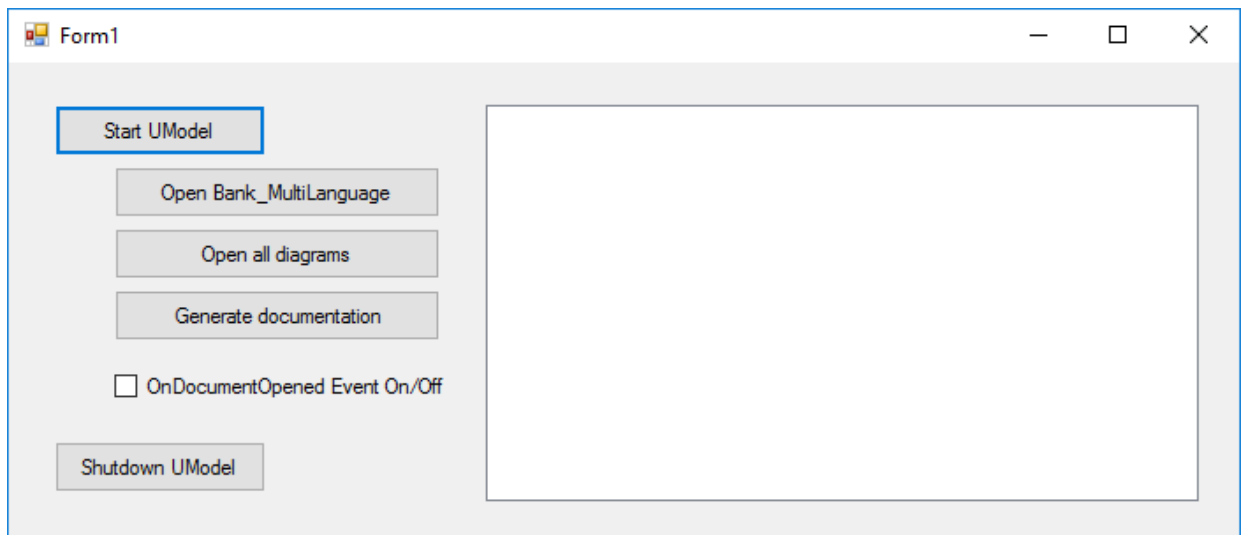 Form1
Start UModel
Open Bank_MultiLanguage
Open all diagrams
Generate documentation
OnDocumentOpened Event On/Off
Shutdown UModel